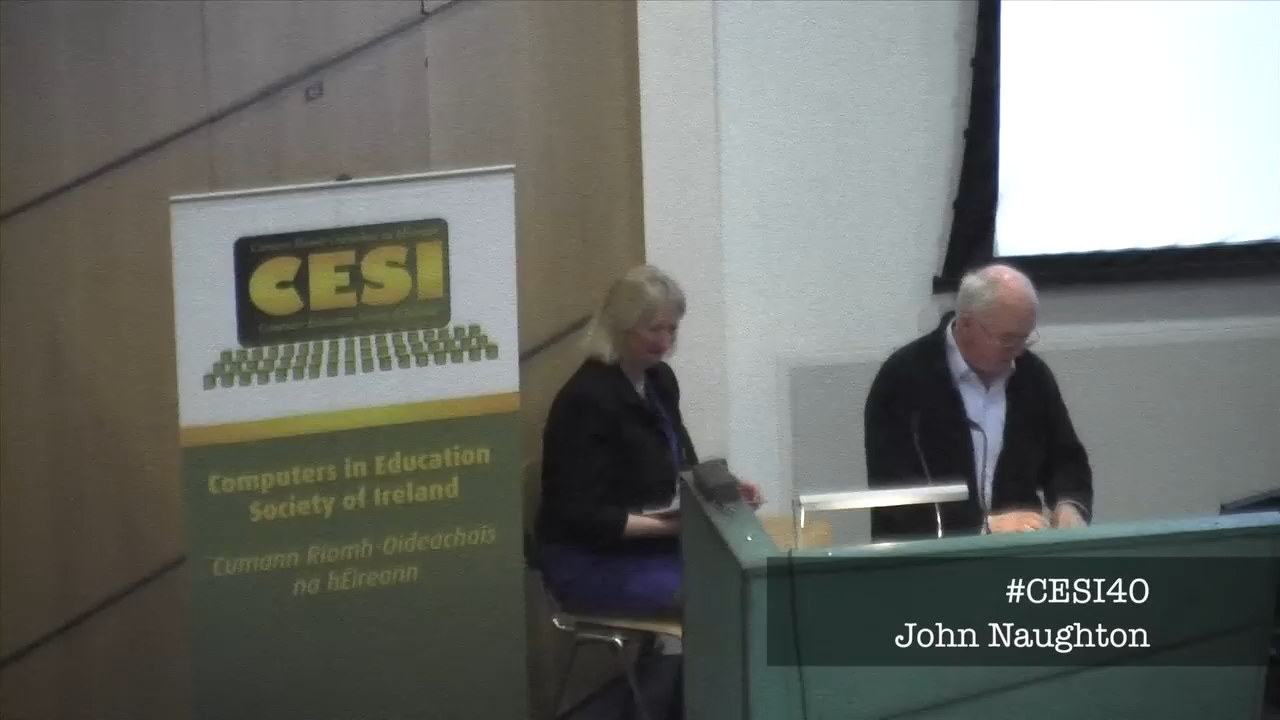 CESI
Computers in Education
Society of Ireland
Cumann Ríomh-Oideachais
na hÉireann
#CESI40
John Naughton